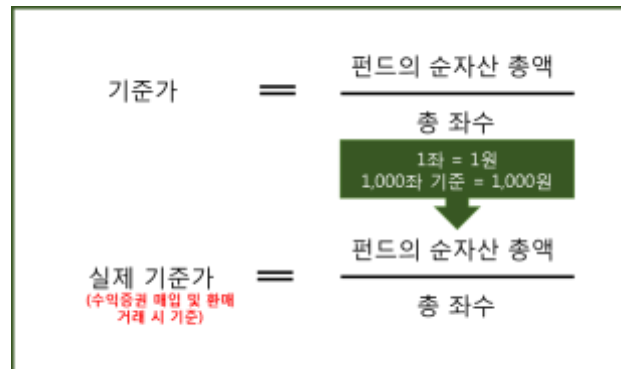 기준가 = 펀드의 순자산 총액
총 좌수
1좌 = 1원
1,000좌 기준 = 1,000원
실제 기준가 = 펀드의 순자산 총액
(수익증권 매입 및 환매
거래 시 기준)
총 좌수